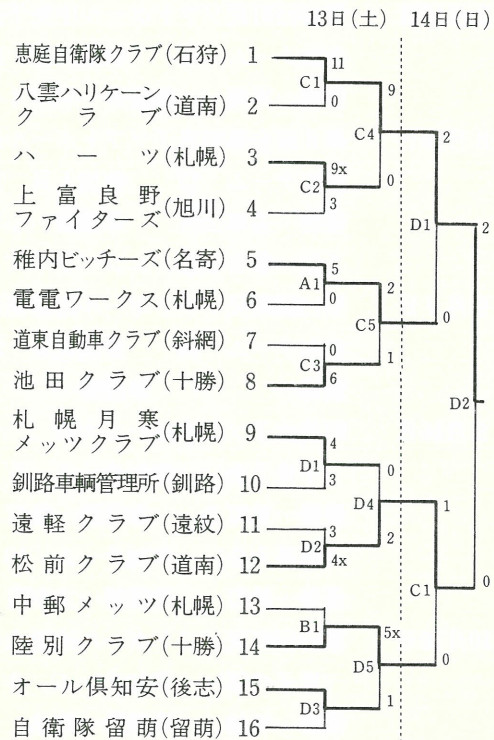 13日(土) 14日(日)
恵庭自衛隊クラブ(石狩) 1
八雲ハリケーン
クラブ(道南) 2
ハーツ(札幌) 3
上富良野
ファイターズ(旭川) 4
稚内ビッチーズ(名寄) 5
電電ワークス(札幌) 6
道東自動車クラブ(斜網) 7
池田クラブ(十勝) 8
札幌月寒
メッツクラブ(札幌) 9
釧路車輌管理所(釧路) 10
遠軽クラブ(遠紋) 11
松前クラブ(道南) 12
中郵メッツ(札幌) 13
陸別クラブ(十勝) 14
オール倶知安(後志) 15
自衛隊留萌(留萌) 16
11
C1
0
9x
C2
3
5
A1
0
0
C3
6
4
D1
3
3
D2
4x
B1
D3
9
C4
0
2
C5
1
0
D4
2
5x
D5
1
2
D1
0
1
C1
0
2
D2
0